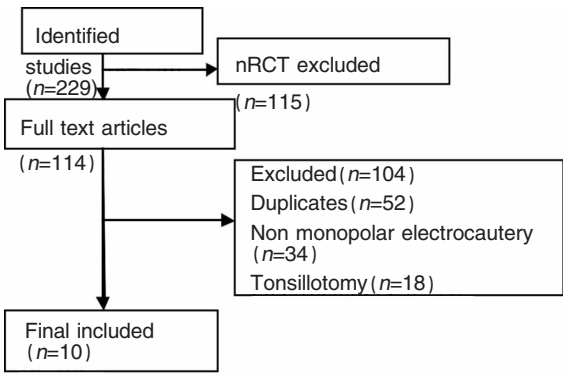 Identified
studies
(n=229)
nRCT excluded
(n=115)
Full text articles
(n=114)
Excluded(n=104)
Duplicates(n=52)
Non monopolar electrocautery
(n=34)
Tonsillotomy(n=18)
Final included
(n=10)